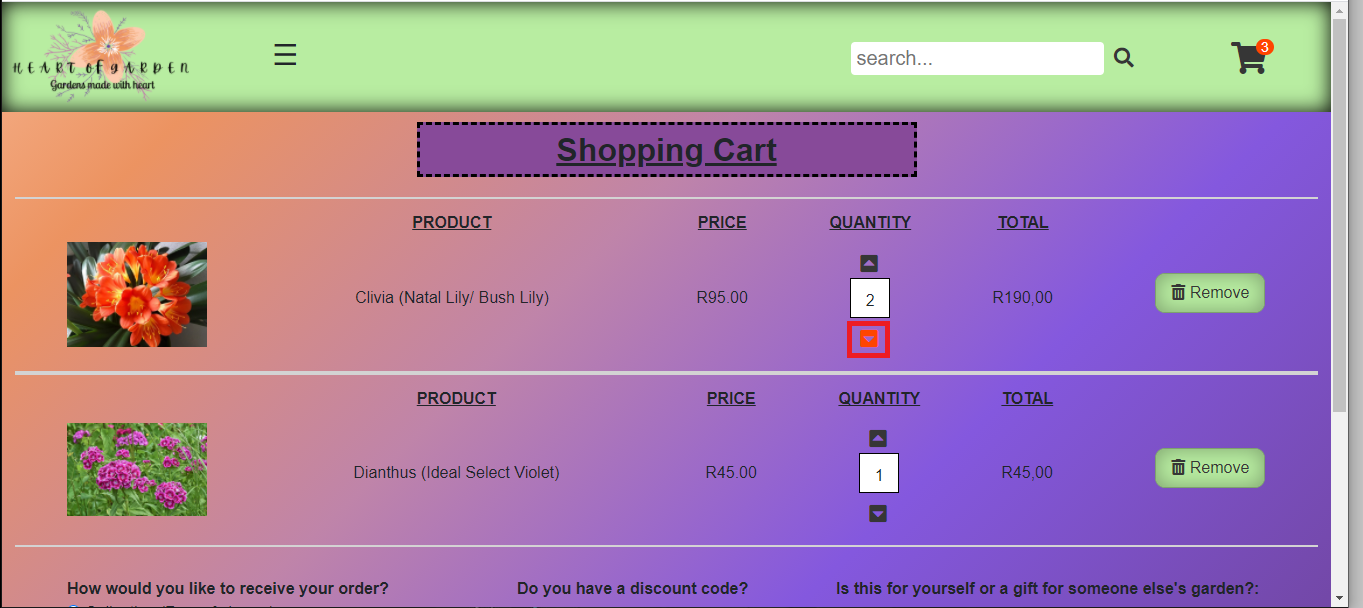 HEART OF GARDEN
Gardens made with heart
search...
3
Shopping Cart
PRODUCT PRICE QUANTITY TOTAL
Clivia (Natal Lily/ Bush Lily) R95.00 2 R190,00 Remove
PRODUCT PRICE QUANTITY TOTAL
Dianthus (Ideal Select Violet) R45.00 1 R45,00 Remove
How would you like to receive your order? Do you have a discount code? Is this for yourself or a gift for someone else's garden?: